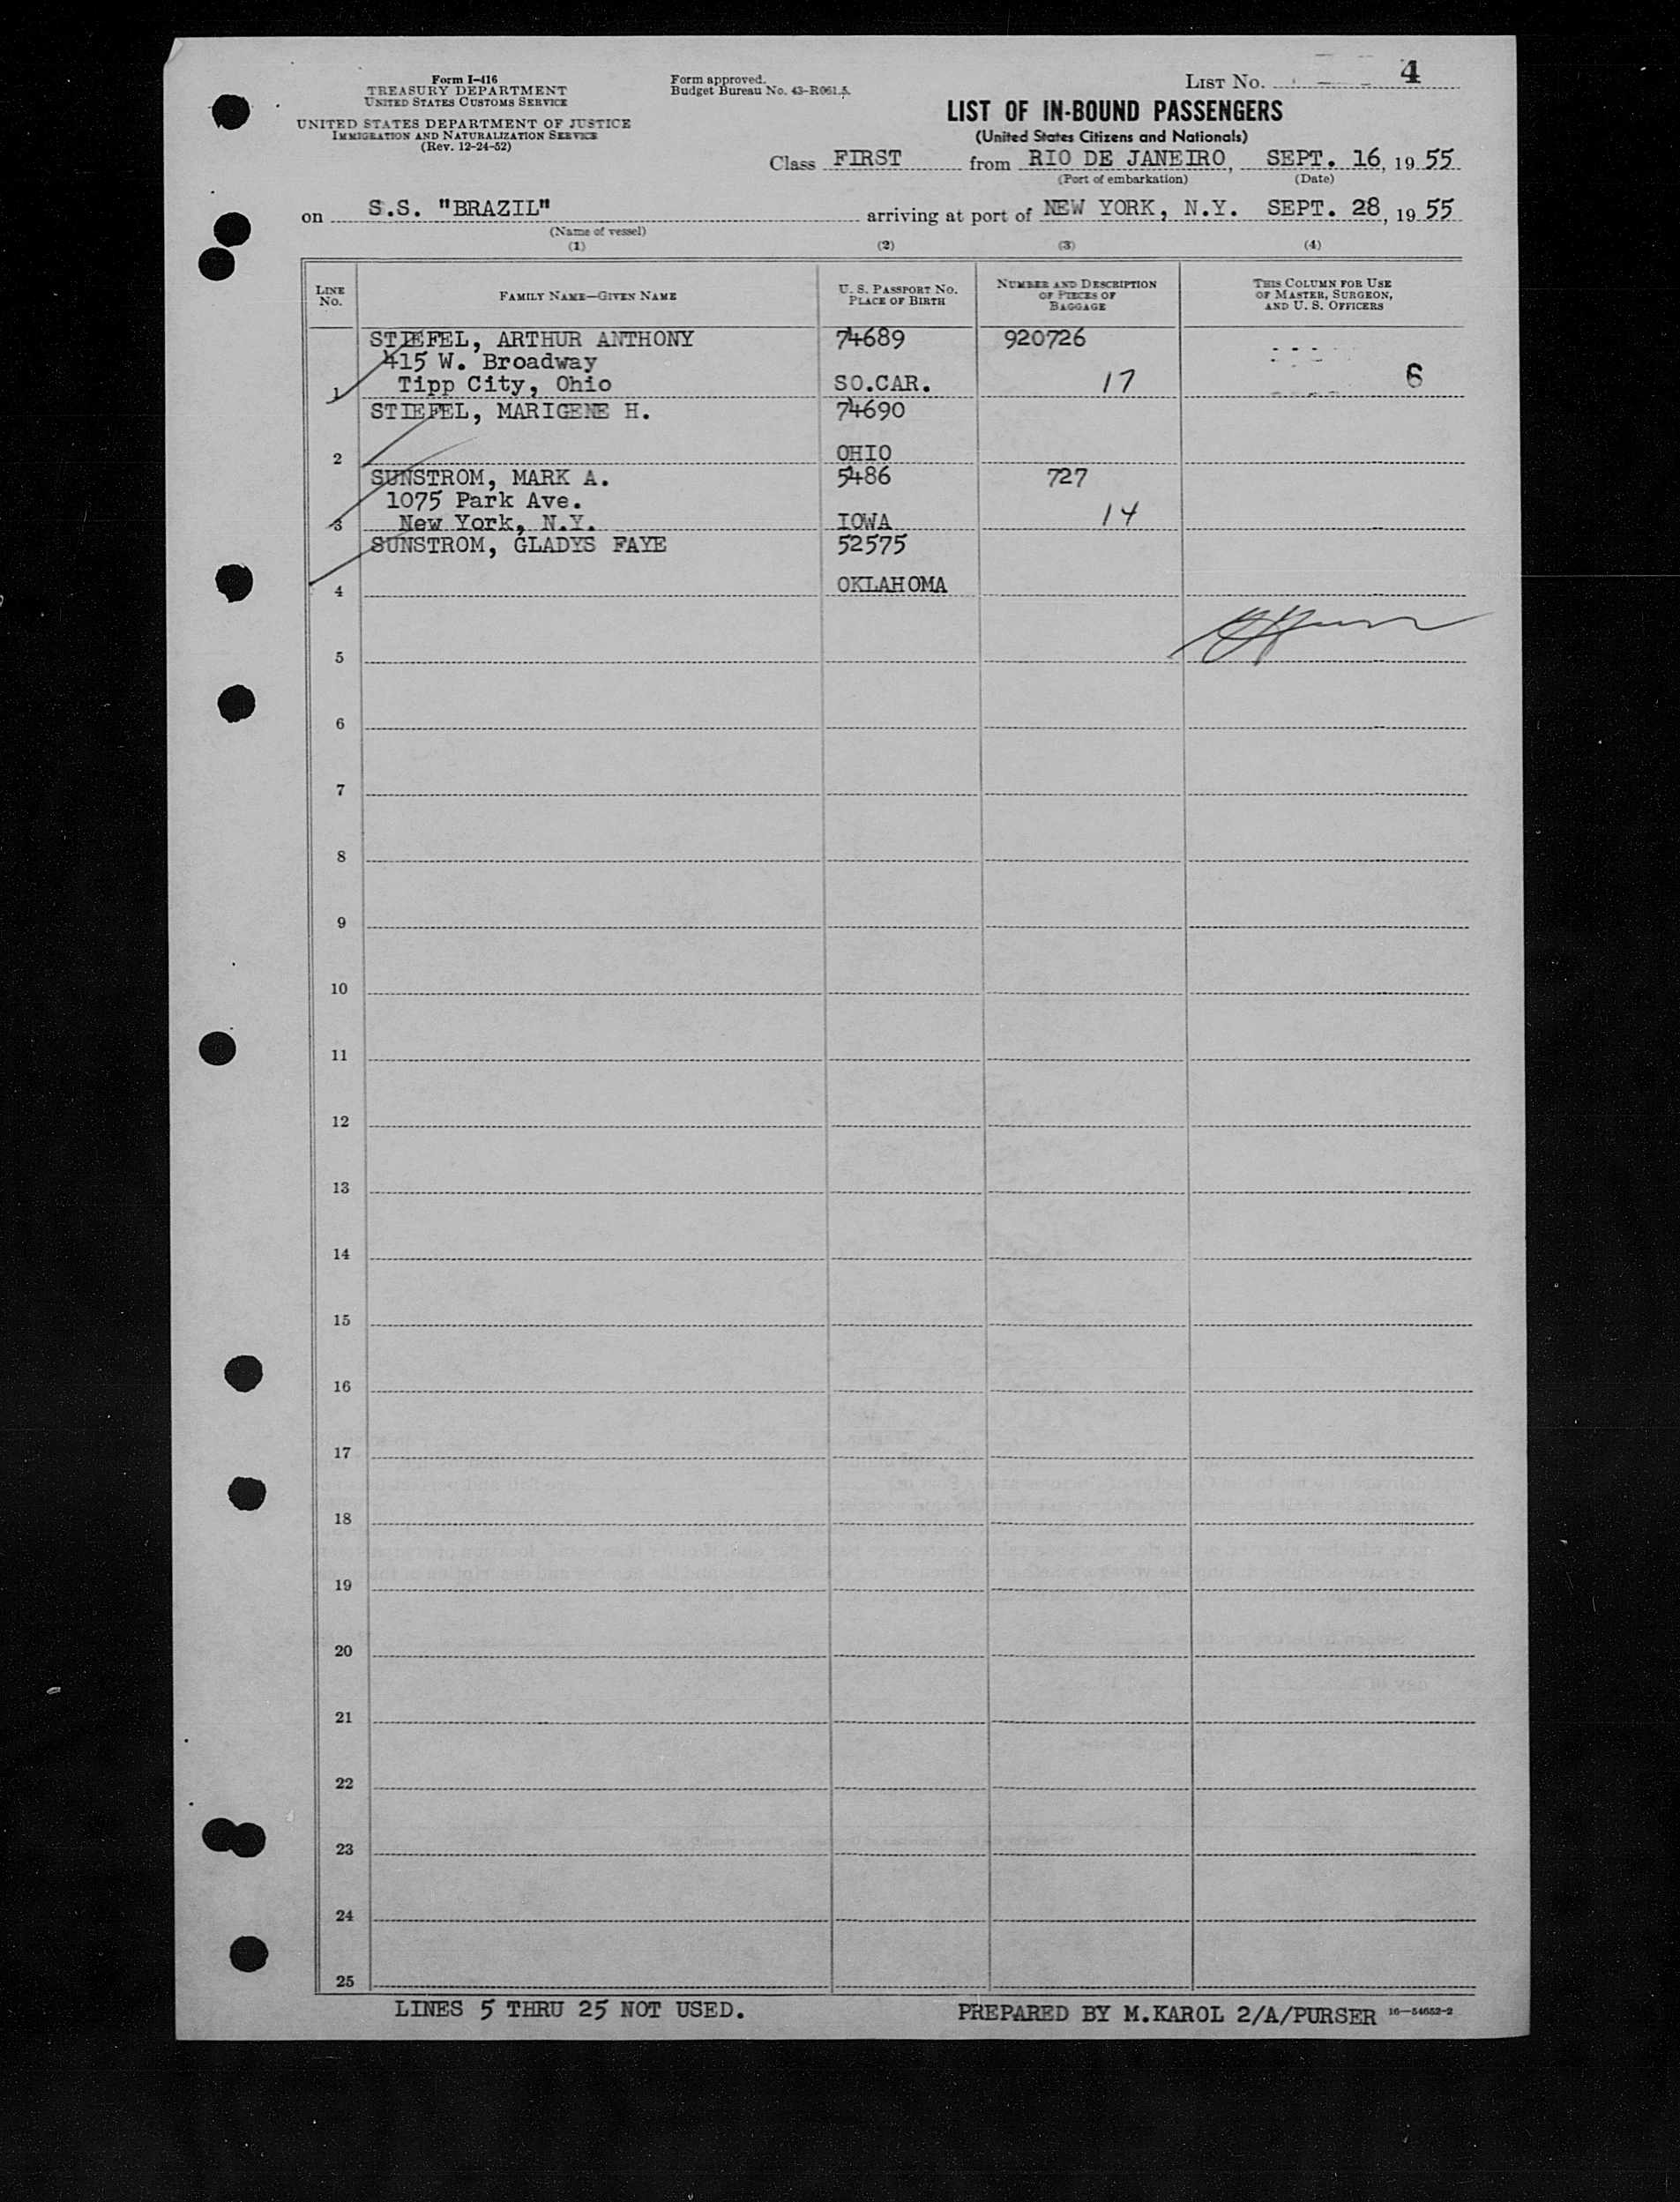 Form I-416
TREASURY DEPARTMENT
UNITED STATES CUSTOMS SERVICE
UNITED STATES DEPARTMENT OF JUSTICE
IMMIGRATION AND NATURALIZATION SERVICE
(Rev. 12-24-52)
Form approved.
Budget Bureau No. 43-R061.5.
LIST NO. 4
LIST OF IN-BOUND PASSENGERS
(United States Citizens and Nationals)
Class FIRST from RIO DE JANEIRO, SEPT. 16, 1955
(Port of embarkation) (Date)
on S.S. "BRAZIL" arriving at port of NEW YORK, N.Y. SEPT. 28, 1955
(Name of vessel)
(1) (2) (3) (4)
LINE NO. FAMILY NAME—GIVEN NAME U. S. PASSPORT NO. PLACE OF BIRTH NUMBER AND DESCRIPTION OF PIECES OF BAGGAGE THIS COLUMN FOR USE OF MASTER, SURGEON, AND U. S. OFFICERS
STIEFEL, ARTHUR ANTHONY 74689 920726
415 W. Broadway
1 Tipp City, Ohio SO.CAR. 17 6
STIEFEL, MARIGENE H. 74690
2 OHIO
SUNSTROM, MARK A. 5486 727
1075 Park Ave.
3 New York, N.Y. IOWA 14
SUNSTROM, GLADYS FAYE 52575
4 OKLAHOMA
5
6
7
8
9
10
11
12
13
14
15
16
17
18
19
20
21
22
23
24
25
LINES 5 THRU 25 NOT USED. PREPARED BY M.KAROL 2/A/PURSER 16—54652-2